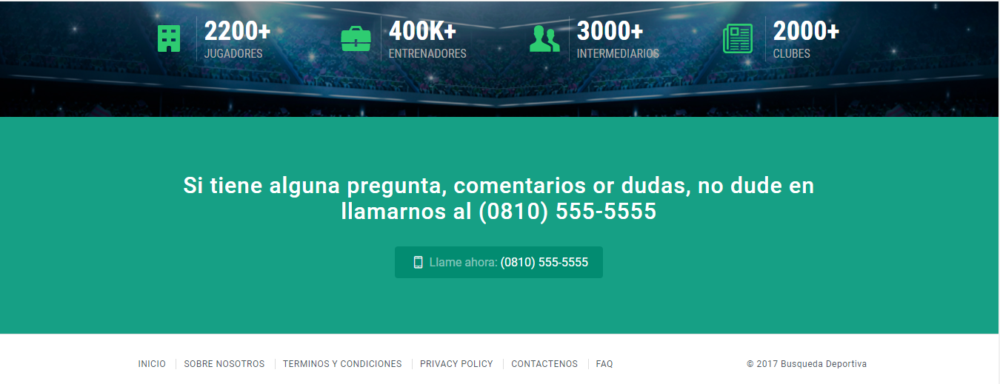 2200+ 400K+ 3000+ 2000+
JUGADORES ENTRENADORES INTERMEDIARIOS CLUBES
Si tiene alguna pregunta, comentarios or dudas, no dude en
llamarnos al (0810) 555-5555
Llame ahora: (0810) 555-5555
INICIO SOBRE NOSOTROS TERMINOS Y CONDICIONES PRIVACY POLICY CONTACTENOS FAQ © 2017 Busqueda Deportiva